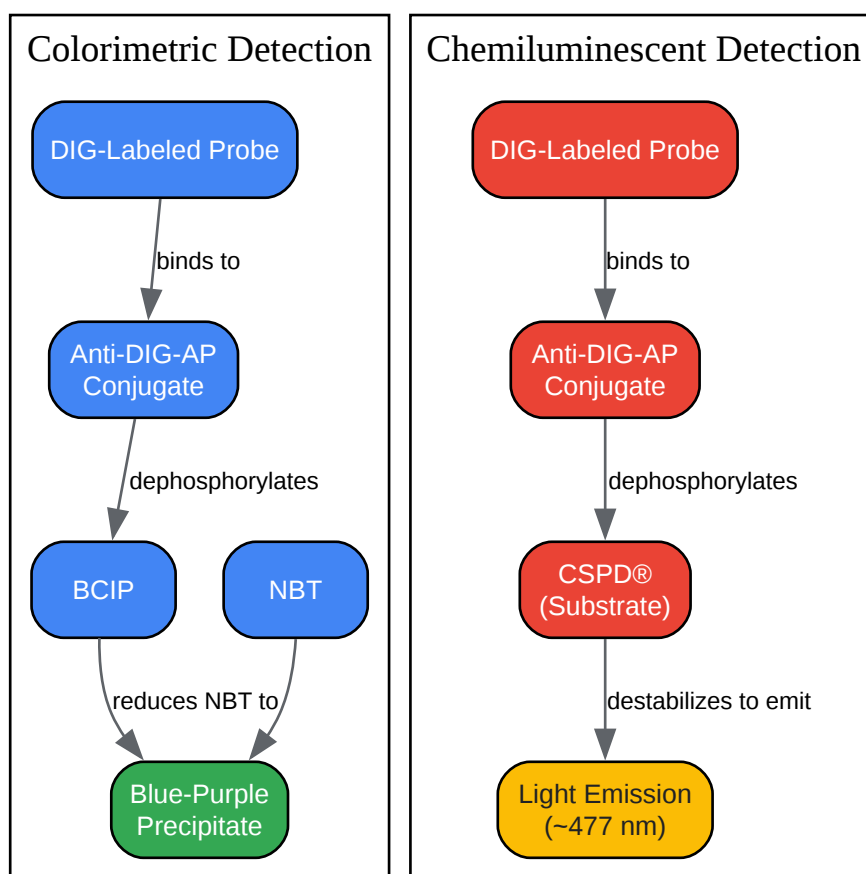 Colorimetric Detection
DIG-Labeled Probe
binds to
Anti-DIG-AP
Conjugate
dephosphorylates
BCIP
NBT
reduces NBT to
Blue-Purple
Precipitate
Chemiluminescent Detection
DIG-Labeled Probe
binds to
Anti-DIG-AP
Conjugate
dephosphorylates
CSPD®
(Substrate)
destabilizes to emit
Light Emission
(~477 nm)